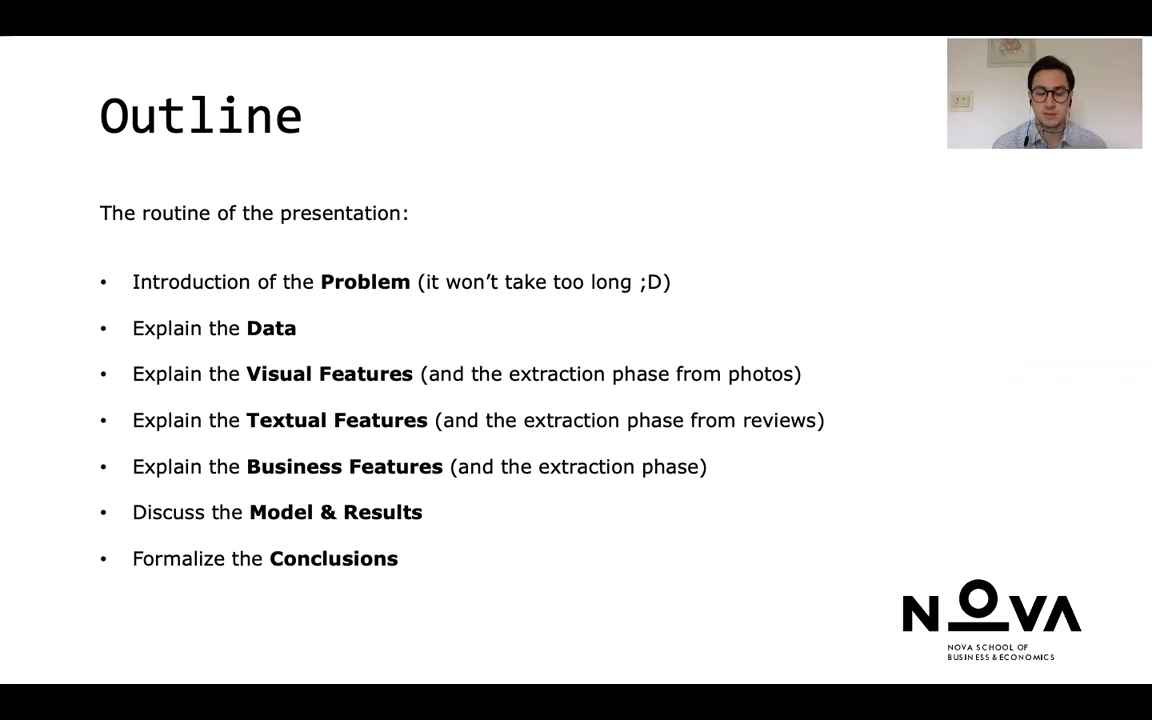 Outline
The routine of the presentation:
• Introduction of the Problem (it won’t take too long ;D)
• Explain the Data
• Explain the Visual Features (and the extraction phase from photos)
• Explain the Textual Features (and the extraction phase from reviews)
• Explain the Business Features (and the extraction phase)
• Discuss the Model & Results
• Formalize the Conclusions
NOVA
NOVA SCHOOL OF
BUSINESS & ECONOMICS